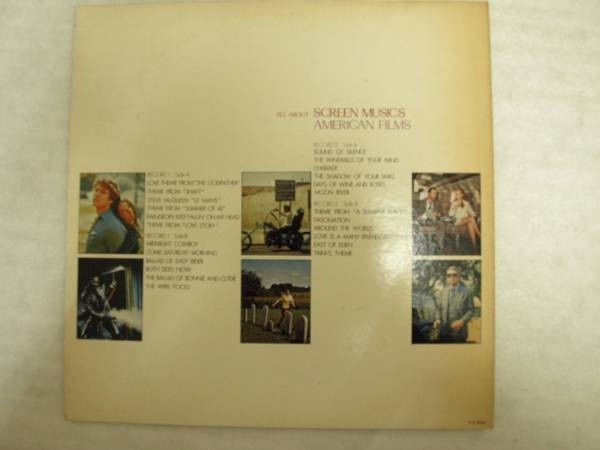 ALL ABOUT SCREEN MUSICS
AMERICAN FILMS
RECORD 1 Side A
LOVE THEME FROM "THE GODFATHER"
THEME FROM "SHAFT"
STEVE McQUEEN "LE MANS"
THEME FROM "SUMMER OF 42"
RAINDROPS KEEP FALLIN' ON MY HEAD
THEME FROM "LOVE STORY"
RECORD 1 Side B
MIDNIGHT COWBOY
COME SATURDAY MORNING
BALLAD OF EASY RIDER
BOTH SIDES NOW
THE BALLAD OF BONNIE AND CLYDE
THE APRIL FOOLS
RECORD 2 Side A
SOUND OF SILENCE
THE WINDMILLS OF YOUR MIND
CHARADE
THE SHADOW OF YOUR SMILE
DAYS OF WINE AND ROSES
MOON RIVER
RECORD 2 Side B
THEME FROM "A SUMMER PLACE"
FASCINATION
AROUND THE WORLD
LOVE IS A MANY SPLENDORED
EAST OF EDEN
TARA'S THEME